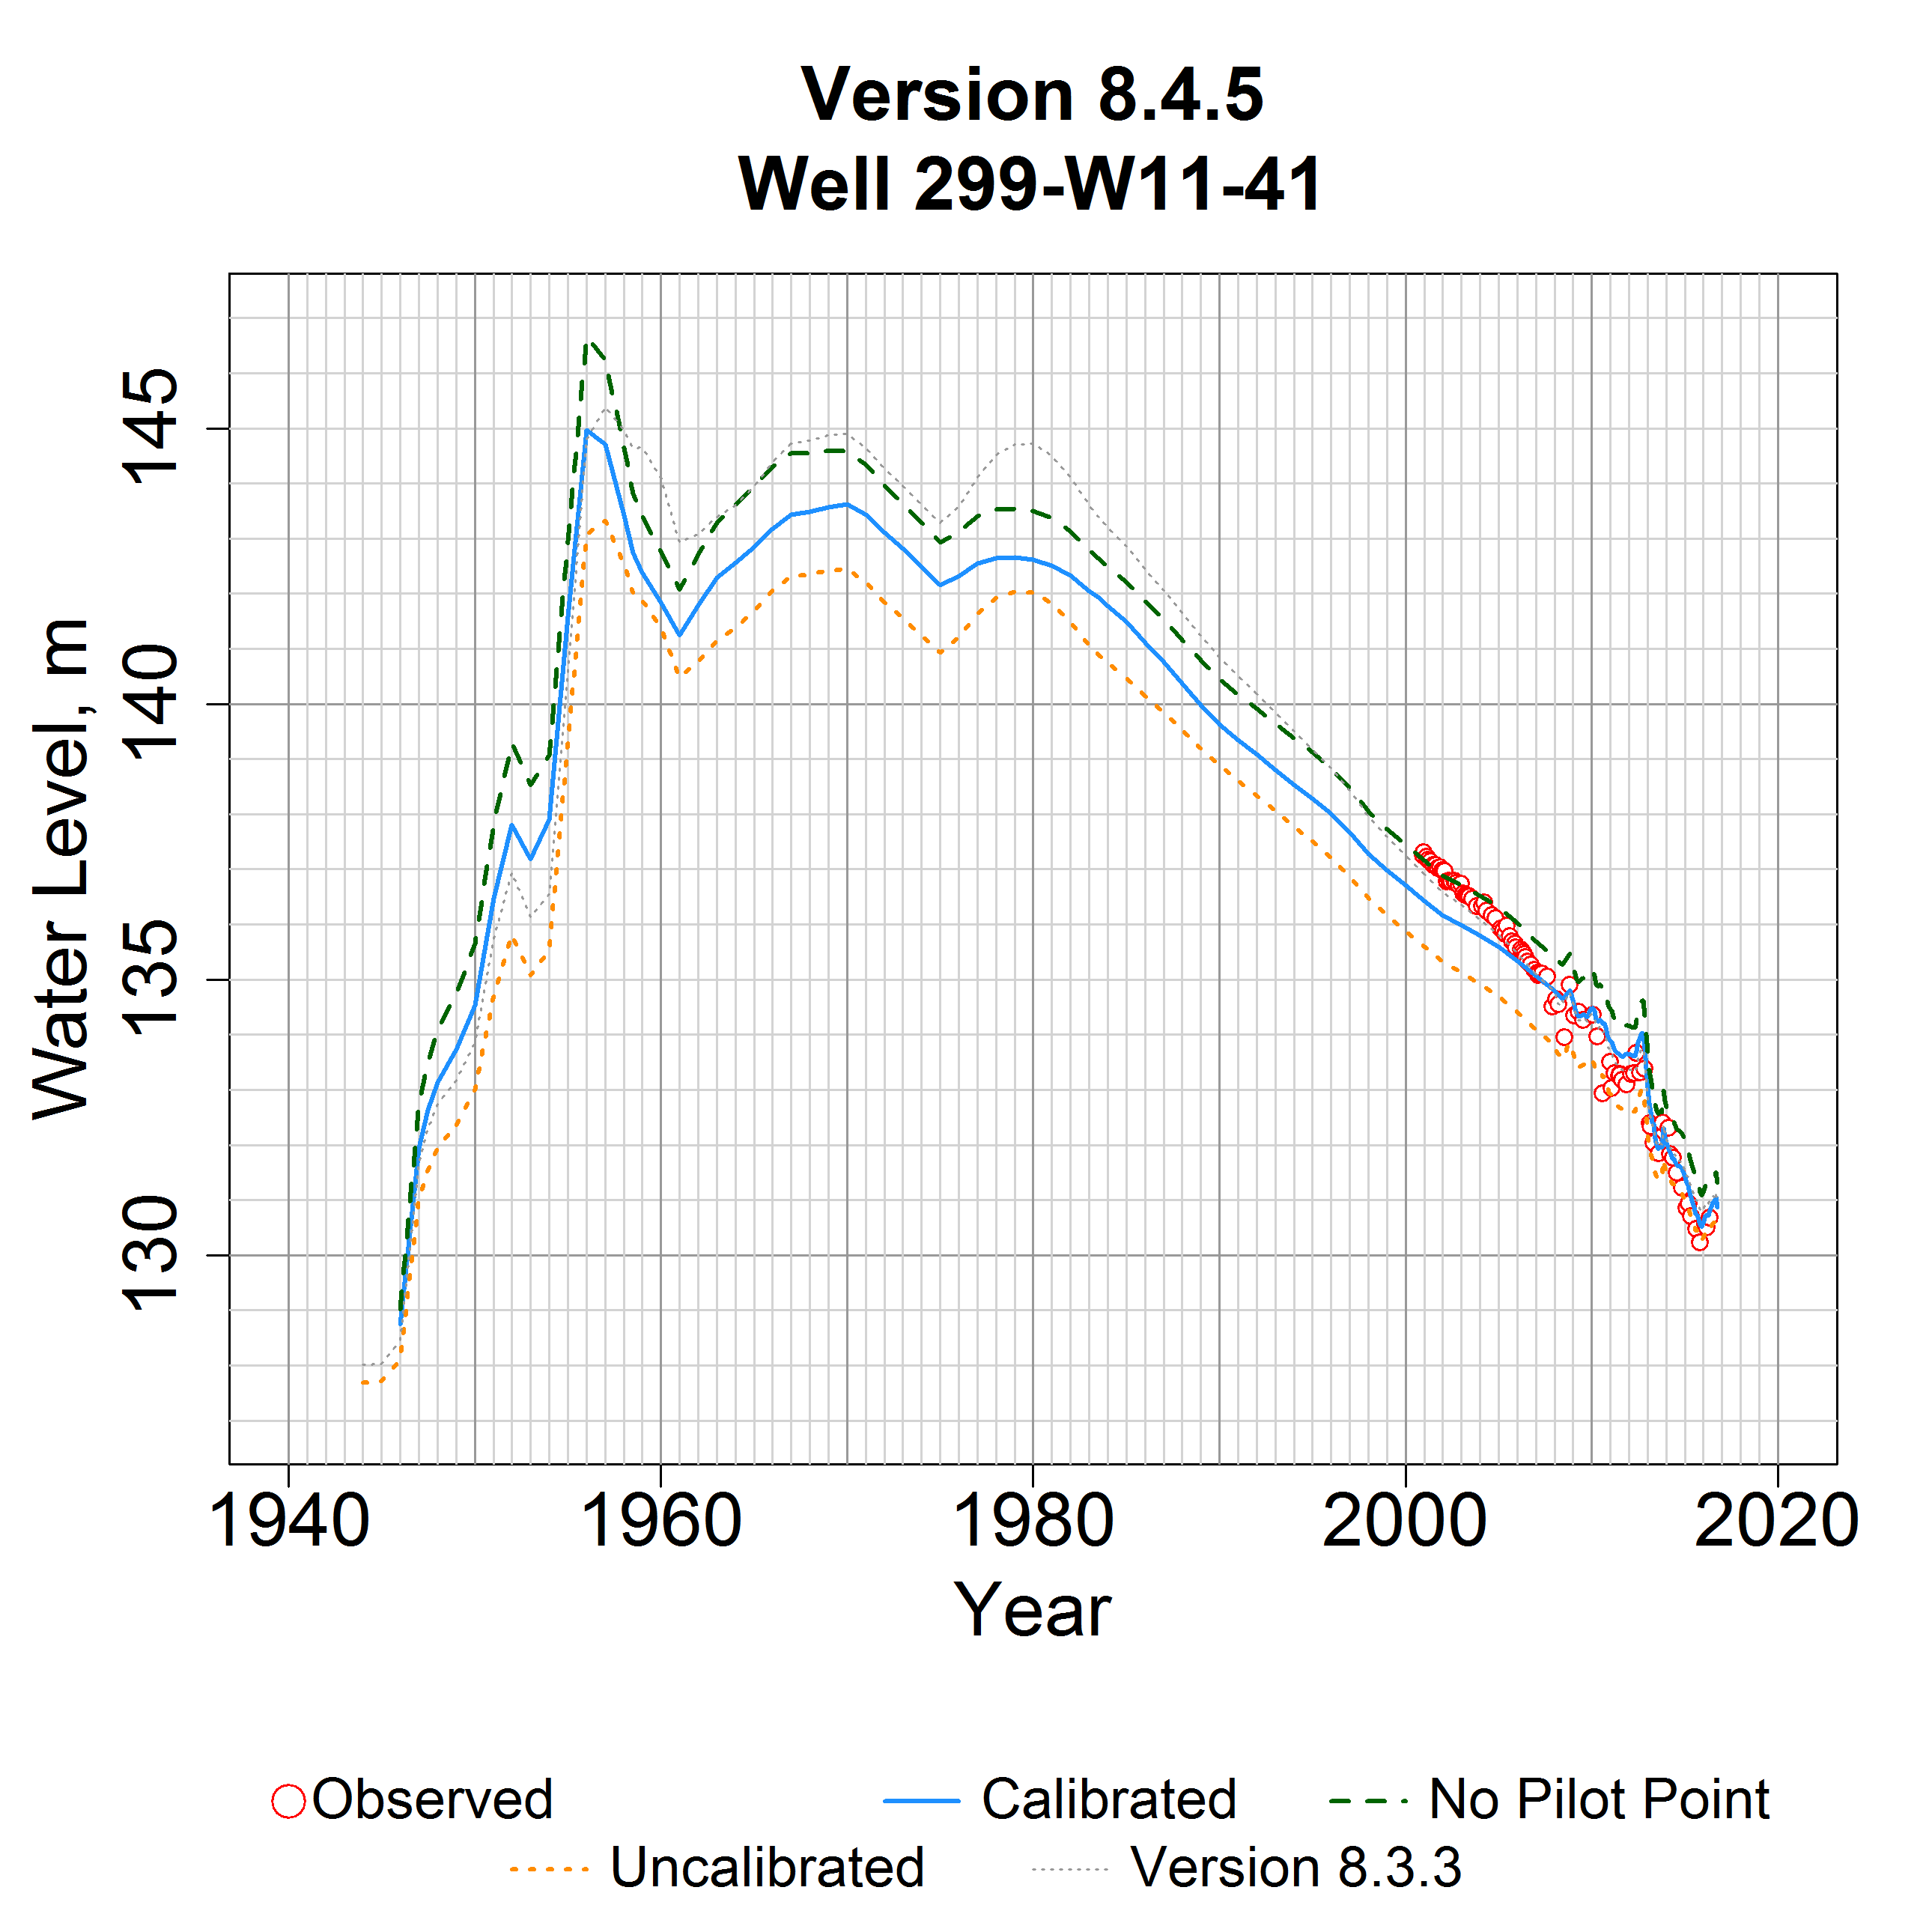 Version 8.4.5
Well 299-W11-41
Water Level, m
145
140
135
130
1940 1960 1980 2000 2020
Year
Observed Calibrated No Pilot Point
Uncalibrated Version 8.3.3